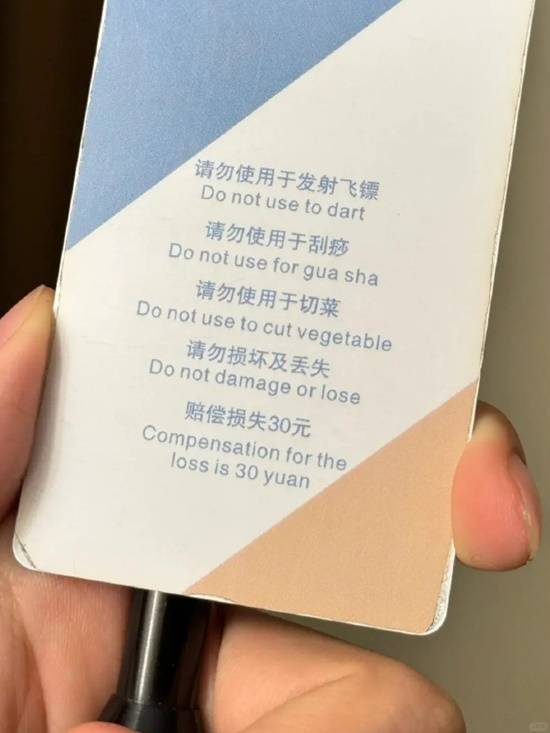 请勿使用于发射飞镖
Do not use to dart
请勿使用于刮痧
Do not use for gua sha
请勿使用于切菜
Do not use to cut vegetable
请勿损坏及丢失
Do not damage or lose
赔偿损失30元
Compensation for the
loss is 30 yuan